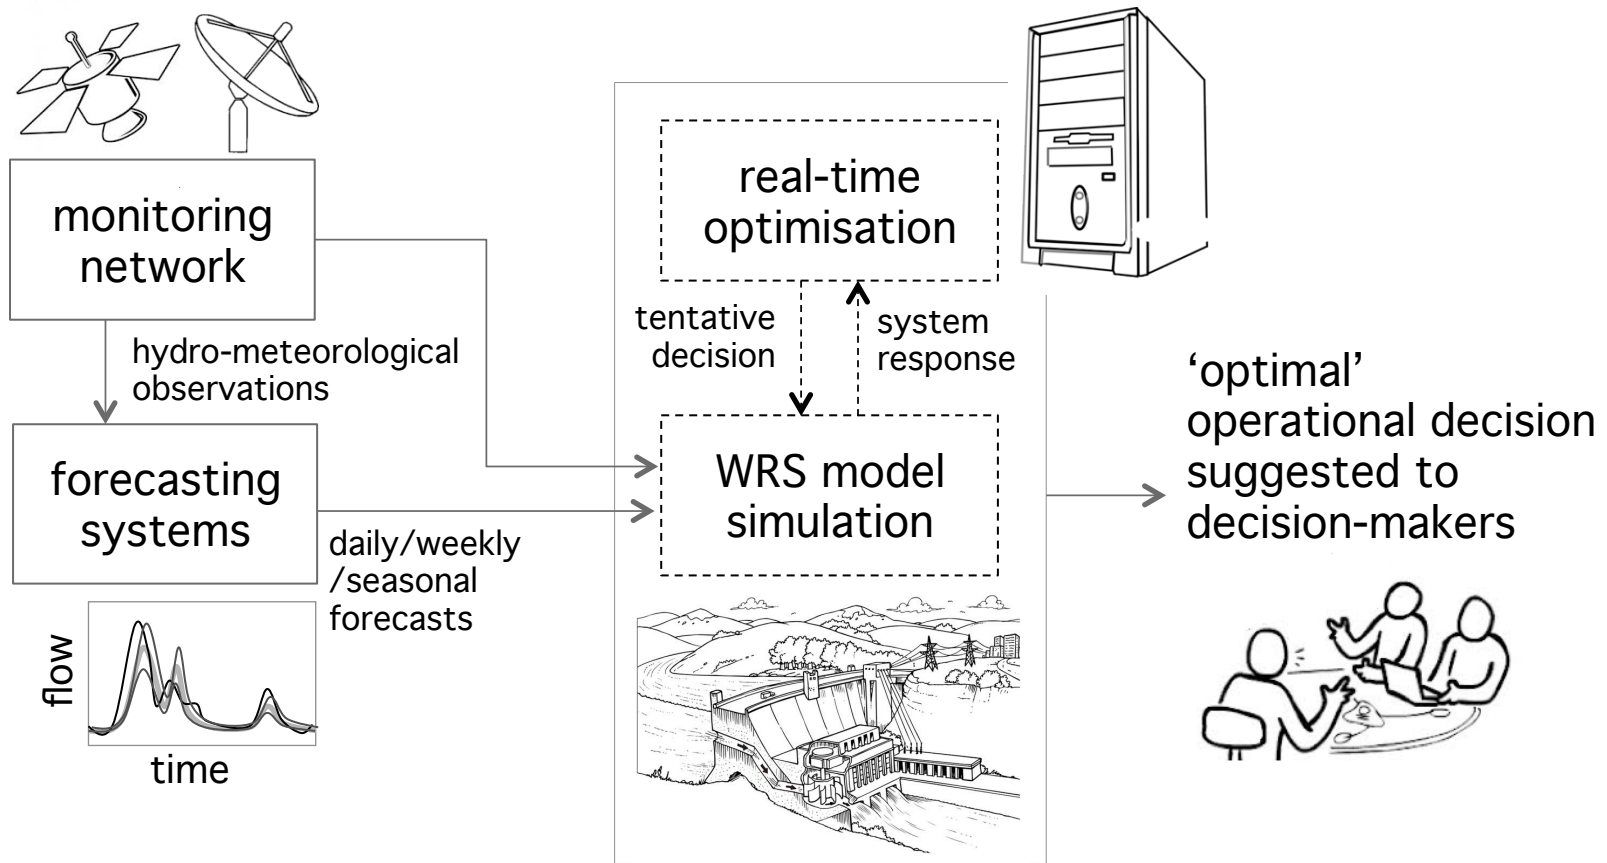 monitoring
network
hydro-meteorological
observations
forecasting
systems
daily/weekly
/seasonal
forecasts
flow
time
real-time
optimisation
tentative
decision
system
response
WRS model
simulation
‘optimal’
operational decision
suggested to
decision-makers